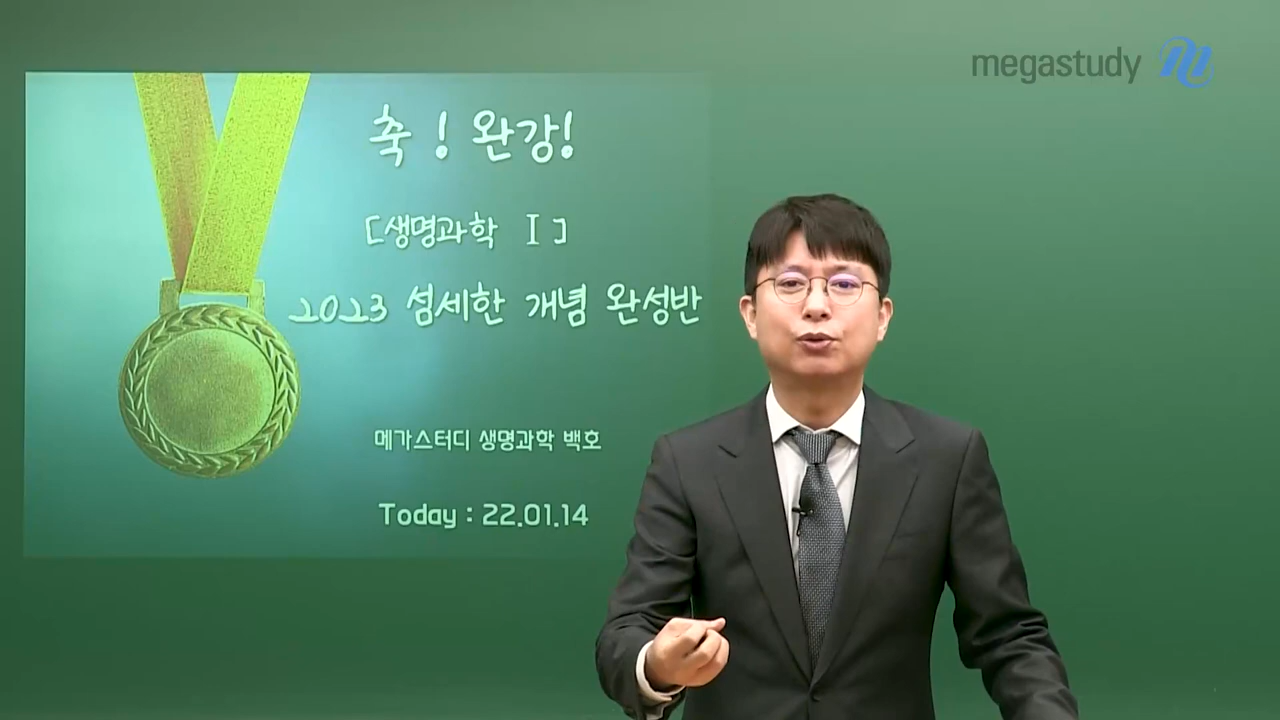 megastudy
축! 완강!
[생명과학 Ⅰ]
2023 섬세한 개념 완성반
메가스터디 생명과학 백호
Today : 22.01.14